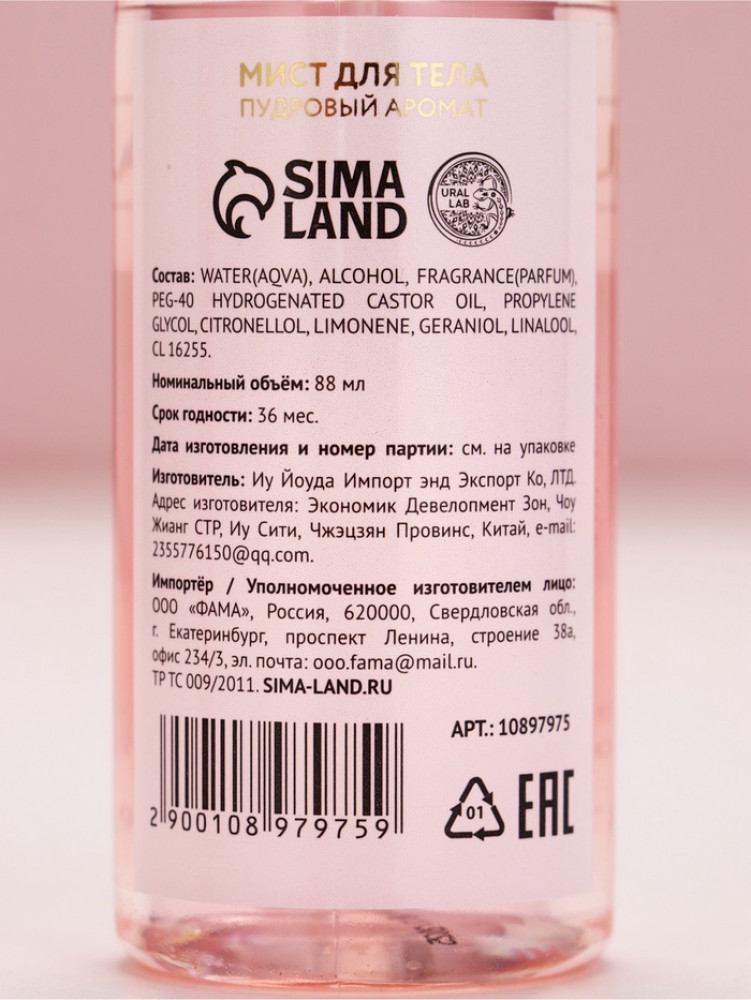 МИСТ ДЛЯ ТЕЛА
ПУДРОВЫЙ АРОМАТ
SIMA
LAND
URAL
LAB
Состав: WATER(AQVA), ALCOHOL, FRAGRANCE(PARFUM),
PEG-40 HYDROGENATED CASTOR OIL, PROPYLENE
GLYCOL, CITRONELLOL, LIMONENE, GERANIOL, LINALOOL,
CL 16255.
Номинальный объём: 88 мл
Срок годности: 36 мес.
Дата изготовления и номер партии: см. на упаковке
Изготовитель: Иу Йоуда Импорт энд Экспорт Ко, ЛТД.
Адрес изготовителя: Экономик Девелопмент Зон, Чоу
Жианг СТР, Иу Сити, Чжэцзян Провинс, Китай, e-mail:
2355776150@qq.com.
Импортёр / Уполномоченное изготовителем лицо:
ООО «ФАМА», Россия, 620000, Свердловская обл.,
г. Екатеринбург, проспект Ленина, строение 38а,
офис 234/3, эл. почта: ooo.fama@mail.ru.
ТР ТС 009/2011. SIMA-LAND.RU
АРТ.: 10897975
2 900108 979759
01
EAC